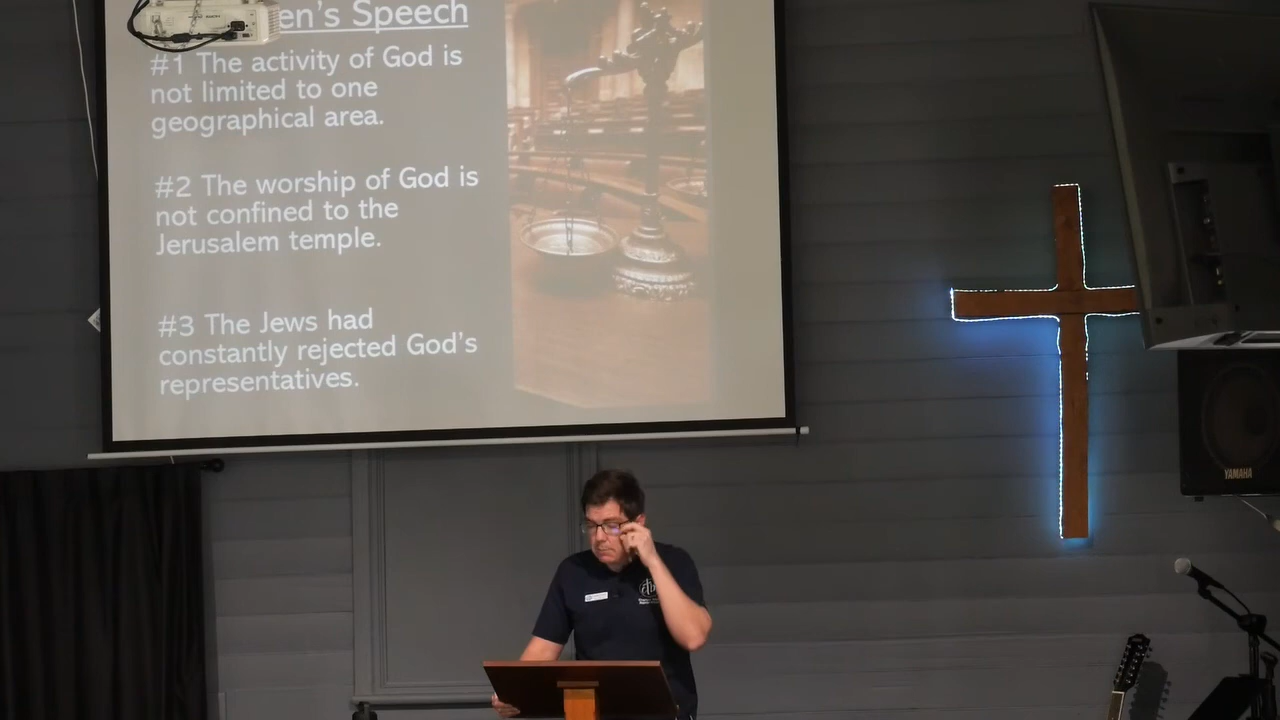 en's Speech
#1 The activity of God is
not limited to one
geographical area.
#2 The worship of God is
not confined to the
Jerusalem temple.
#3 The Jews had
constantly rejected God's
representatives.
YAMAHA